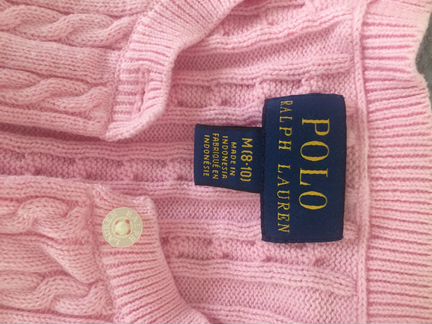 POLO
RALPH LAUREN
M (8-10)
MADE IN
INDONESIA
FABRIQUÉ EN
INDONÉSIE